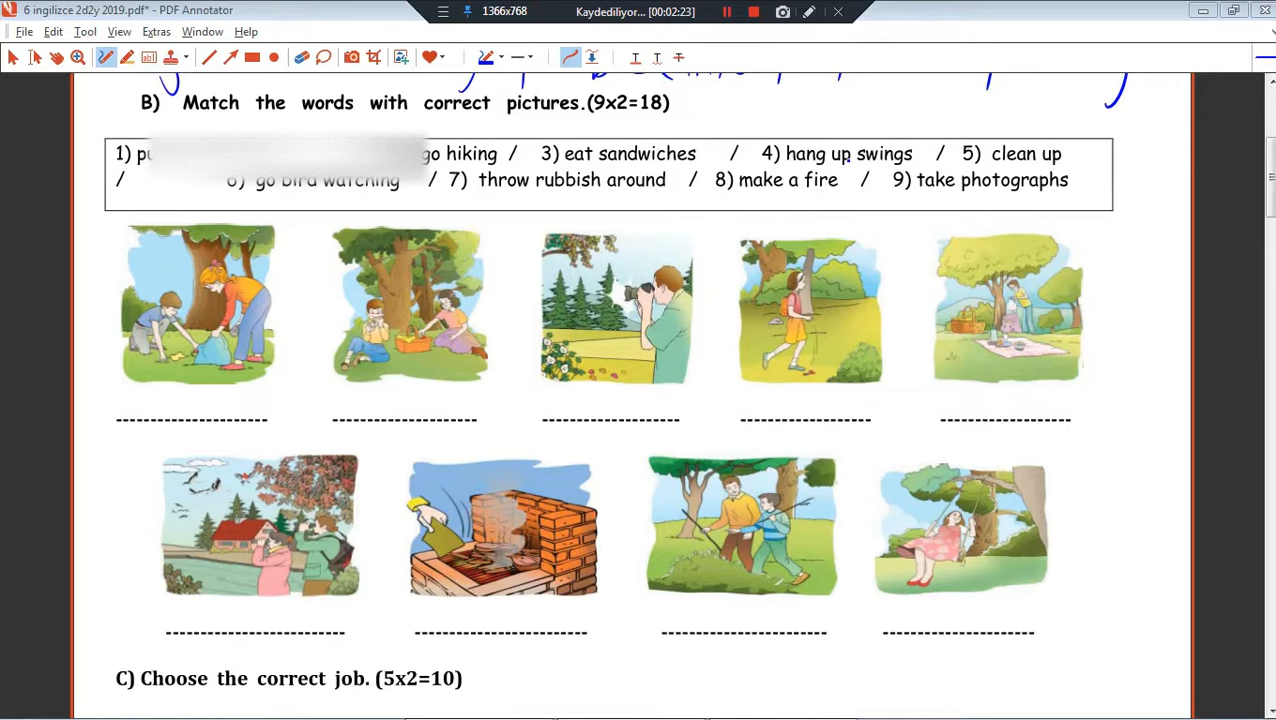 6 ingilizce 2d2y 2019.pdf* - PDF Annotator
1366x768
Kaydediliyor... [00:02:23]
File Edit Tool View Extras Window Help
B) Match the words with correct pictures.(9x2=18)
1) go hiking / 3) eat sandwiches / 4) hang up swings / 5) clean up
/ 6) go bird watching / 7) throw rubbish around / 8) make a fire / 9) take photographs
C) Choose the correct job. (5x2=10)